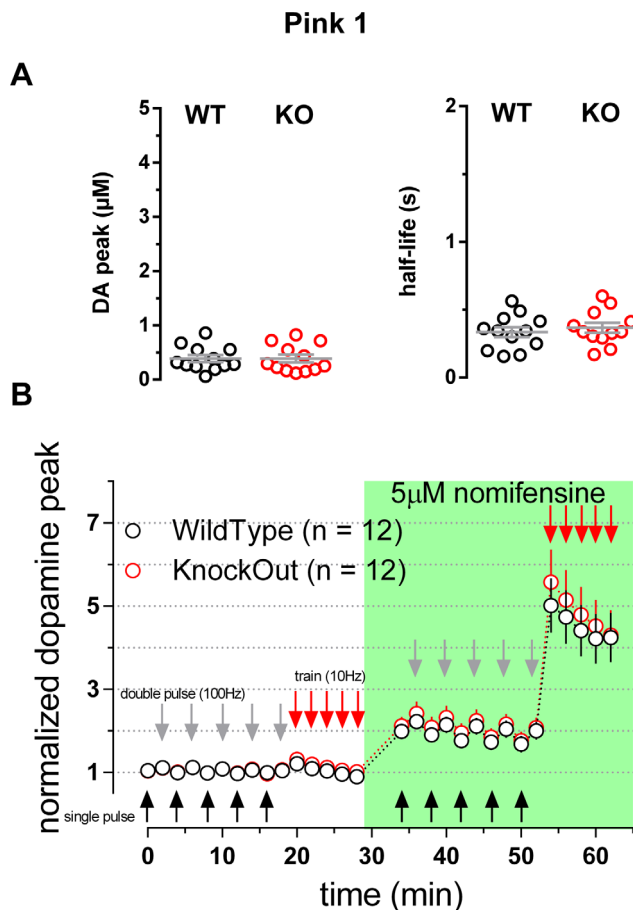 Pink 1
A
WT KO
DA peak (µM)
5
4
3
2
1
0
WT KO
half-life (s)
2
1
0
B
normalized dopamine peak
7
5
3
1
5µM nomifensine
WildType (n = 12)
KnockOut (n = 12)
double pulse (100Hz)
train (10Hz)
single pulse
0 10 20 30 40 50 60
time (min)